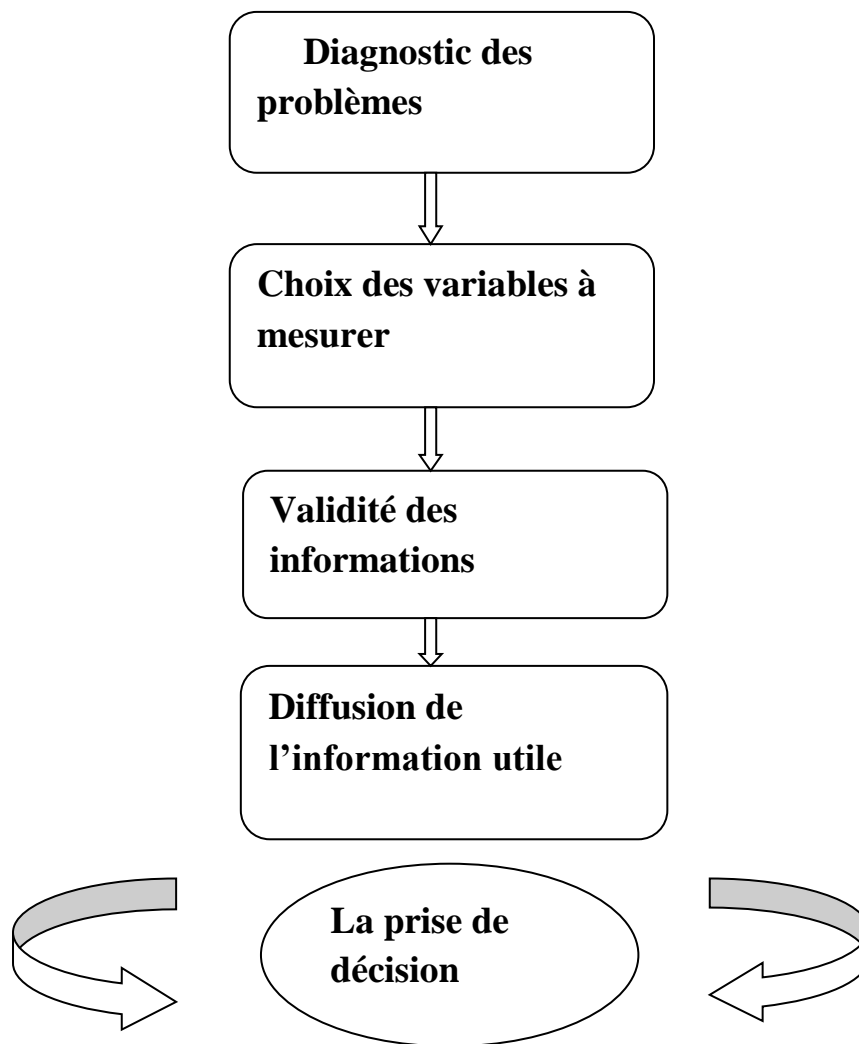 Diagnostic des
problèmes
Choix des variables à
mesurer
Validité des
informations
Diffusion de
l’information utile
La prise de
décision